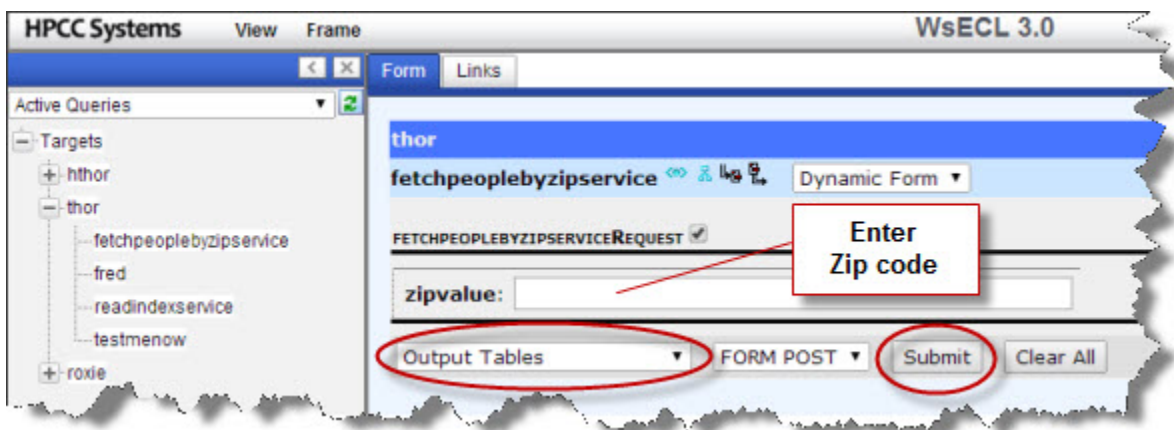 HPCC Systems View Frame WsECL 3.0
Form Links
Active Queries
Targets
hthor
thor
fetchpeoplebyzipservice
fred
readindexservice
testmenow
roxie
thor
fetchpeoplebyzipservice Dynamic Form
FETCHPEOPLEBYZIPSERVICEREQUEST
Enter
Zip code
zipvalue:
Output Tables FORM POST Submit Clear All